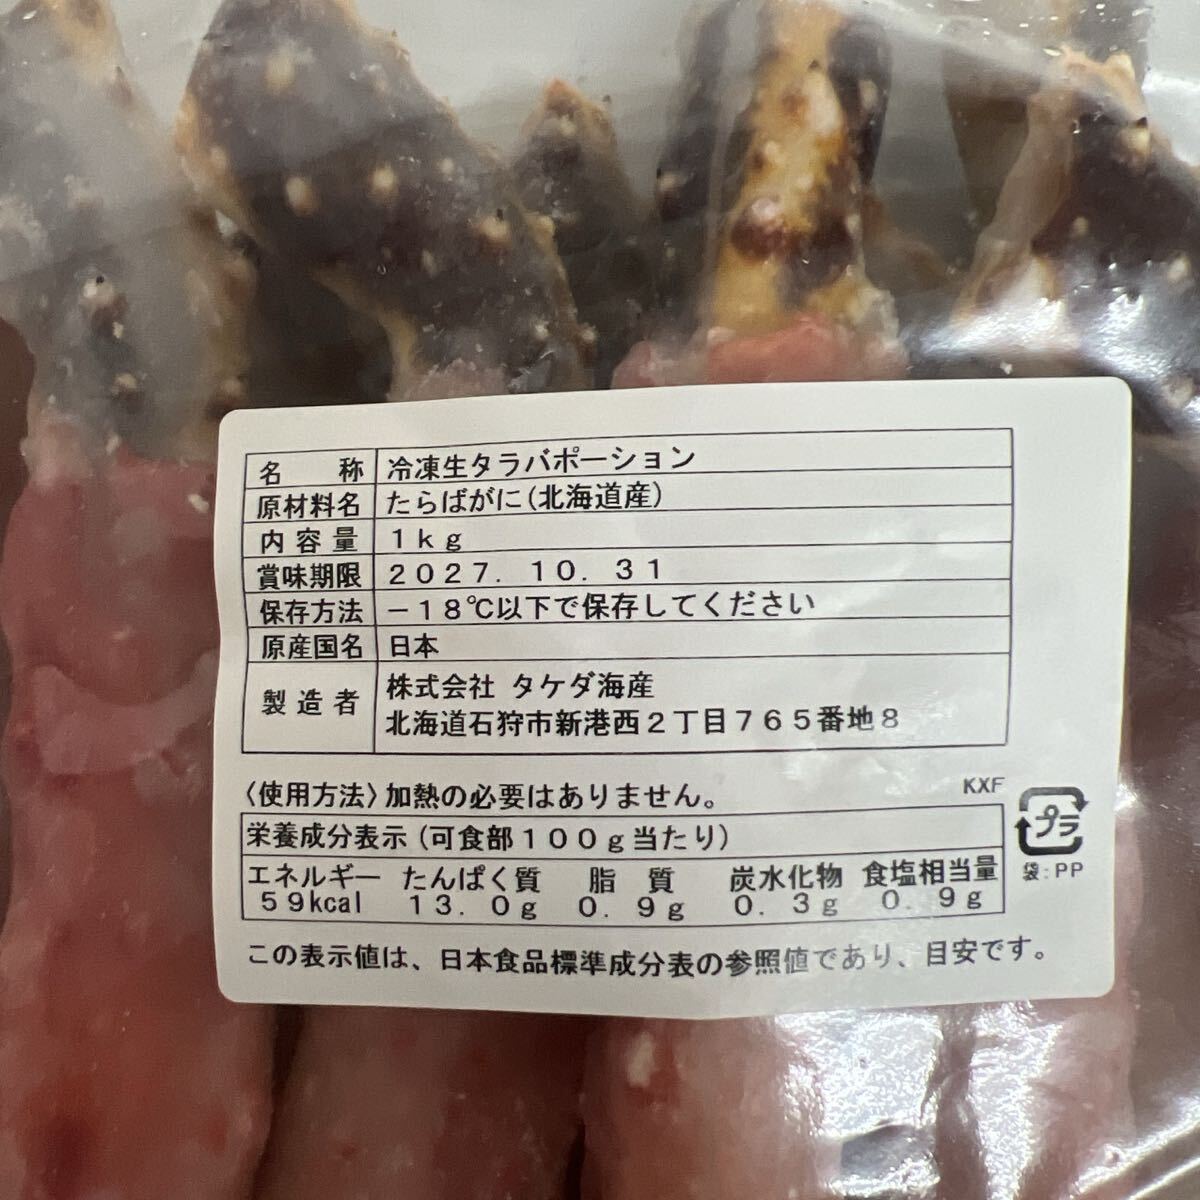 名称 冷凍生タラバポーション
原材料名 たらばがに(北海道産)
内容量 1kg
賞味期限 2027. 10. 31
保存方法 －18℃以下で保存してください
原産国名 日本
製造者 株式会社 タケダ海産
北海道石狩市新港西2丁目765番地8
〈使用方法〉加熱の必要はありません。 KXF
栄養成分表示(可食部100g当たり)
エネルギー たんぱく質 脂質 炭水化物 食塩相当量
59kcal 13.0g 0.9g 0.3g 0.9g
プラ
袋:PP
この表示値は、日本食品標準成分表の参照値であり、目安です。